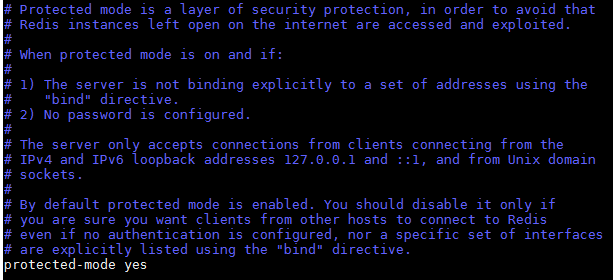 # Protected mode is a layer of security protection, in order to avoid that
# Redis instances left open on the internet are accessed and exploited.
#
# When protected mode is on and if:
#
# 1) The server is not binding explicitly to a set of addresses using the
#    "bind" directive.
# 2) No password is configured.
#
# The server only accepts connections from clients connecting from the
# IPv4 and IPv6 loopback addresses 127.0.0.1 and ::1, and from Unix domain
# sockets.
#
# By default protected mode is enabled. You should disable it only if
# you are sure you want clients from other hosts to connect to Redis
# even if no authentication is configured, nor a specific set of interfaces
# are explicitly listed using the "bind" directive.
protected-mode yes